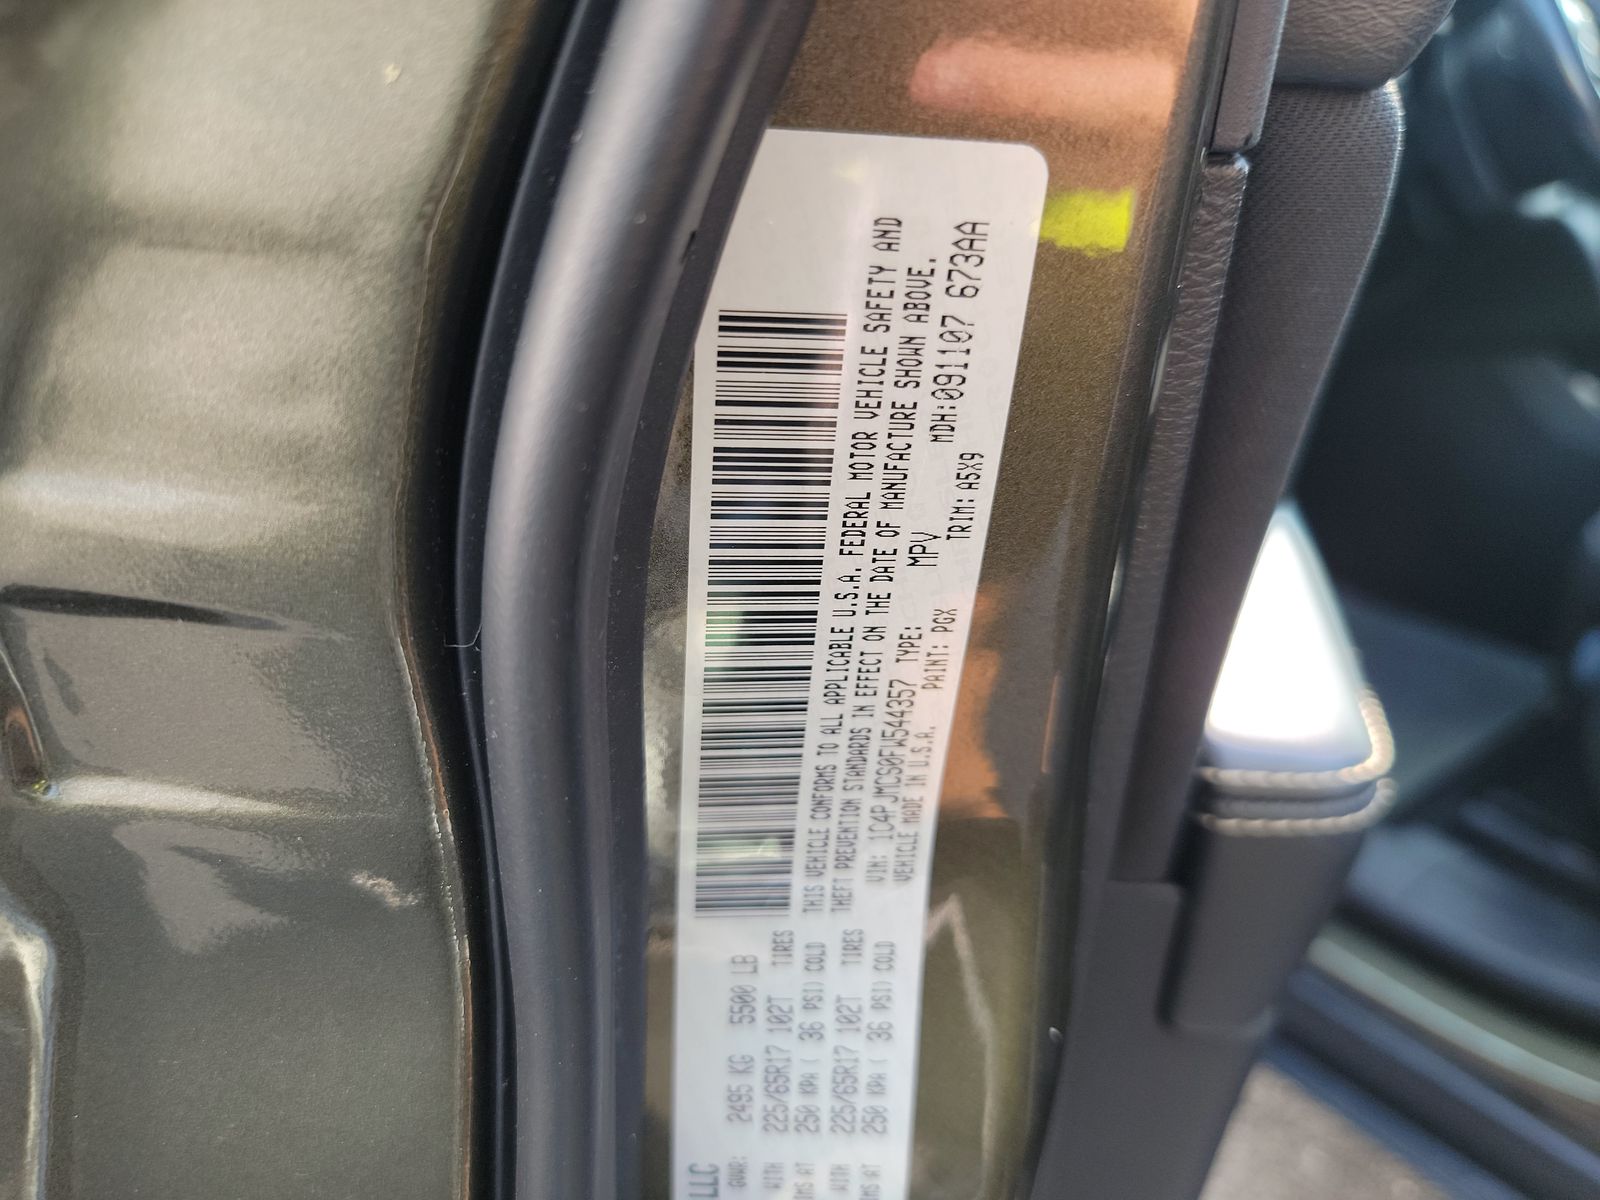 LLC
GVWR: 2495 KG 5500 LB
WITH 225/65R17 102T TIRES
MS AT 250 KPA ( 36 PSI) COLD
WITH 225/65R17 102T TIRES
MS AT 250 KPA ( 36 PSI) COLD
THIS VEHICLE CONFORMS TO ALL APPLICABLE U.S.A. FEDERAL MOTOR VEHICLE SAFETY AND
THEFT PREVENTION STANDARDS IN EFFECT ON THE DATE OF MANUFACTURE SHOWN ABOVE.
VIN: 1C4PJMCS0FW544357 TYPE: MPV MDH:091107 673AA
VEHICLE MADE IN U.S.A. PAINT: PGX TRIM: A5X9